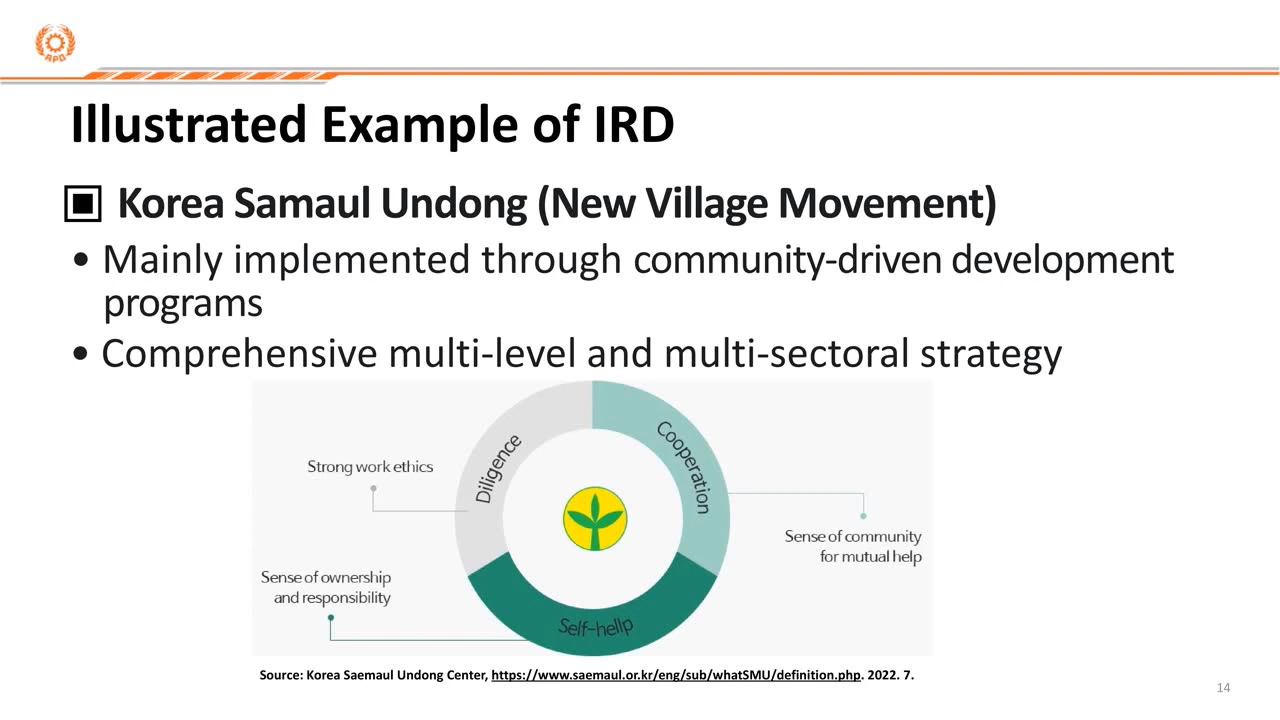 APO
Illustrated Example of IRD
Korea Samaul Undong (New Village Movement)
• Mainly implemented through community-driven development
programs
• Comprehensive multi-level and multi-sectoral strategy
Diligence
Cooperation
Strong work ethics
Sense of community
for mutual help
Sense of ownership
and responsibility
Self-hellp
Source: Korea Saemaul Undong Center, https://www.saemaul.or.kr/eng/sub/whatSMU/definition.php. 2022. 7.
14